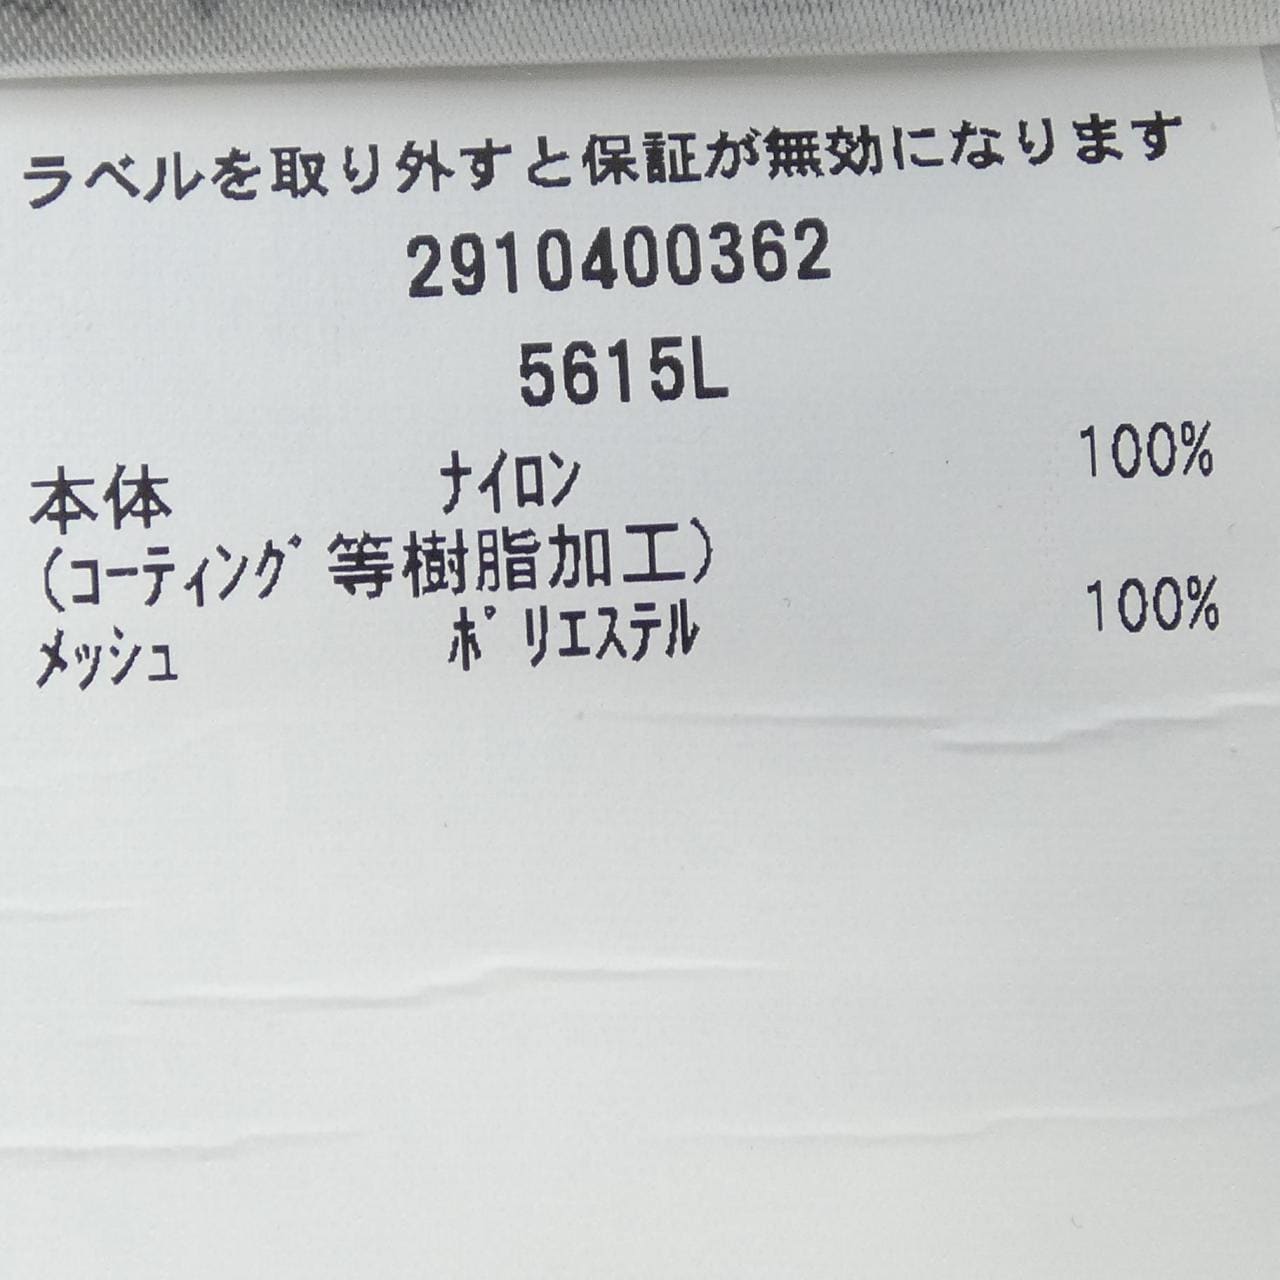 ラベルを取り外すと保証が無効になります
2910400362
5615L
本体 ﾅｲﾛﾝ 100%
(ｺｰﾃｨﾝｸﾞ等樹脂加工)
ﾒｯｼｭ ﾎﾟﾘｴｽﾃﾙ 100%